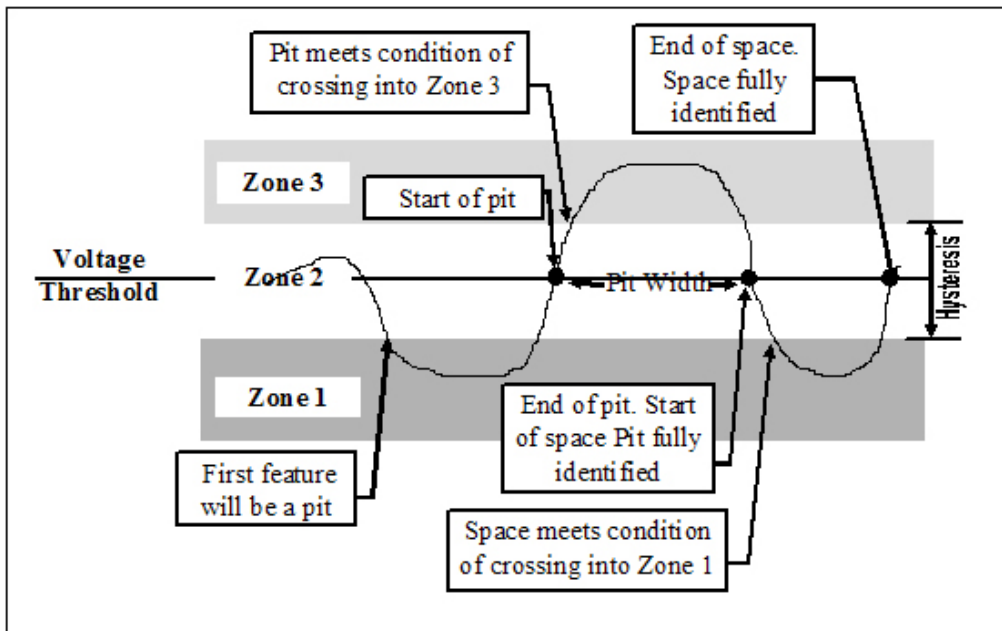 Pit meets condition of
crossing into Zone 3
End of space.
Space fully
identified
Zone 3
Start of pit
Voltage
Threshold
Zone 2
Pit Width
Hysteresis
Zone 1
End of pit. Start
of space Pit fully
identified
First feature
will be a pit
Space meets condition
of crossing into Zone 1